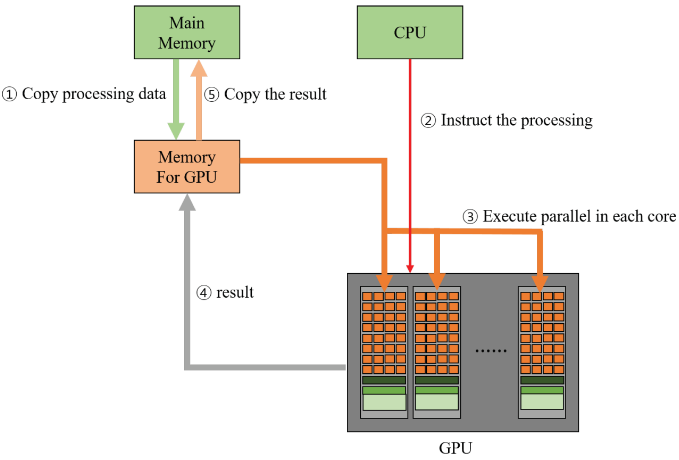 Main
Memory
CPU
① Copy processing data
⑤ Copy the result
② Instruct the processing
Memory
For GPU
③ Execute parallel in each core
④ result
......
GPU